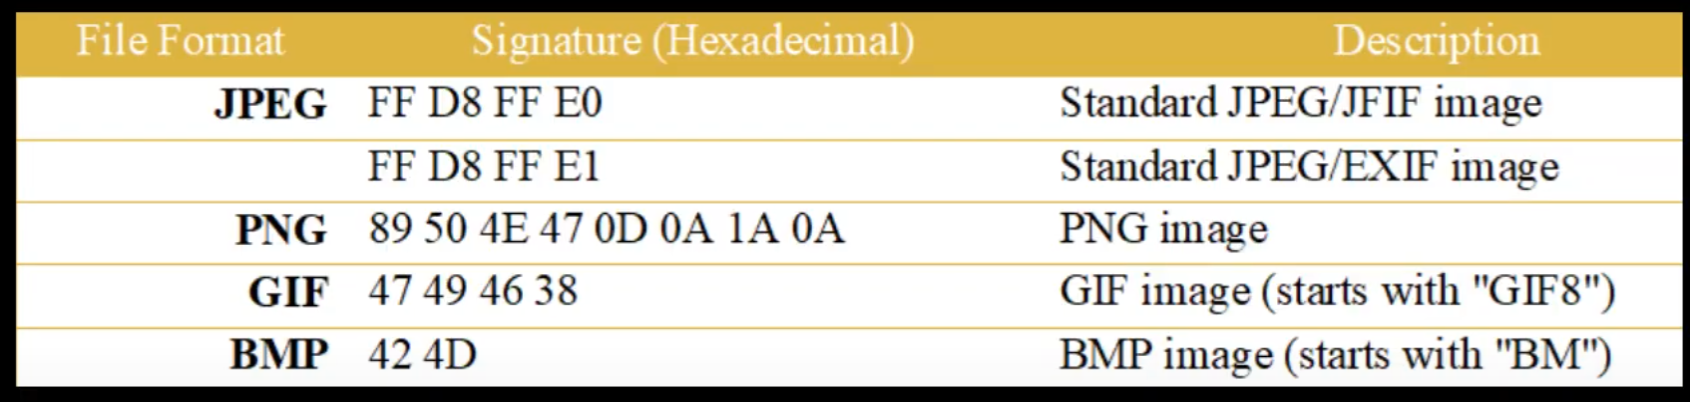 File Format Signature (Hexadecimal) Description
JPEG FF D8 FF E0 Standard JPEG/JFIF image
FF D8 FF E1 Standard JPEG/EXIF image
PNG 89 50 4E 47 0D 0A 1A 0A PNG image
GIF 47 49 46 38 GIF image (starts with "GIF8")
BMP 42 4D BMP image (starts with "BM")